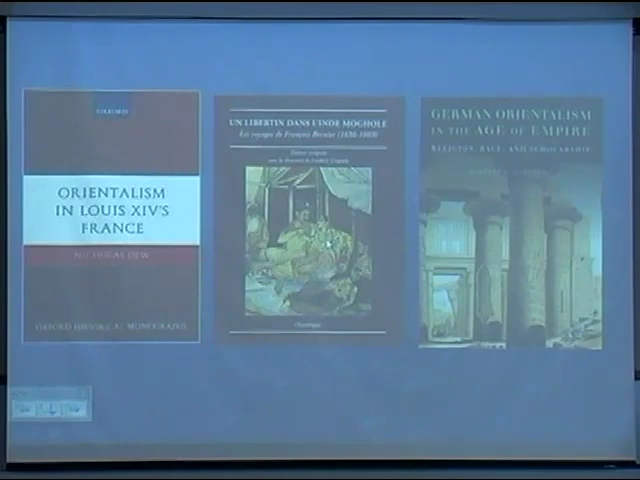 OXFORD
ORIENTALISM
IN LOUIS XIV'S
FRANCE
NICHOLAS DEW
OXFORD HISTORICAL MONOGRAPHS
UN LIBERTIN DANS L'INDE MOGHOLE
Les voyages de François Bernier (1656-1669)
GERMAN ORIENTALISM
IN THE AGE OF EMPIRE
RELIGION, RACE, AND SCHOLARSHIP